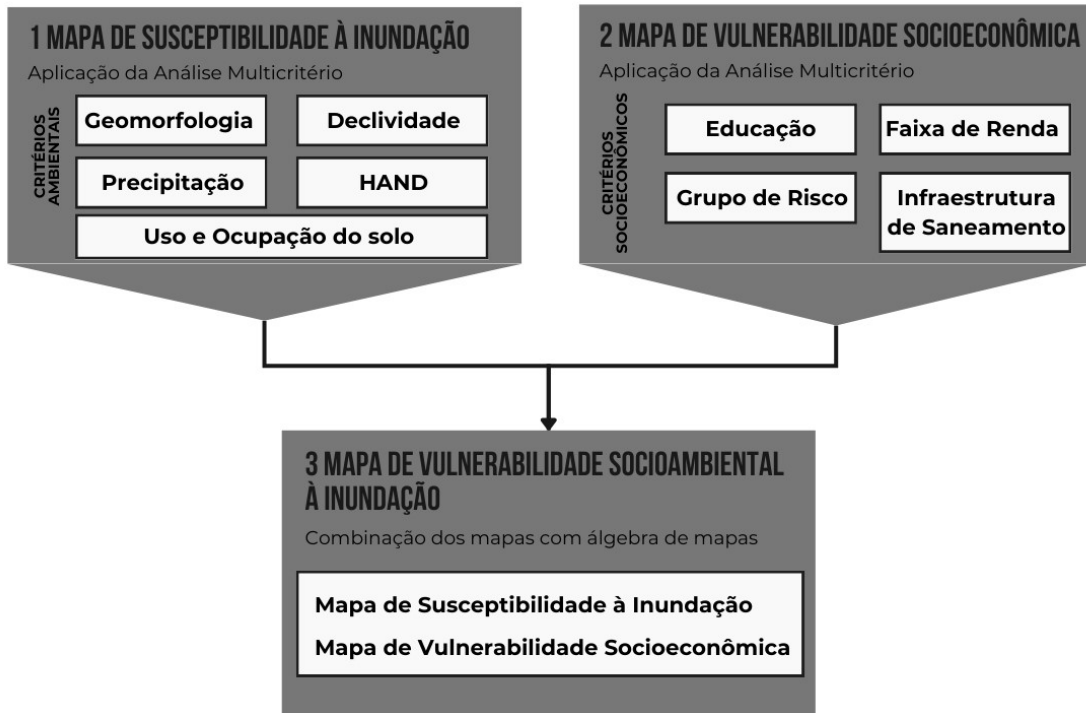 1 MAPA DE SUSCEPTIBILIDADE À INUNDAÇÃO
Aplicação da Análise Multicritério
CRITÉRIOS
AMBIENTAIS
Geomorfologia
Declividade
Precipitação
HAND
Uso e Ocupação do solo
2 MAPA DE VULNERABILIDADE SOCIOECONÔMICA
Aplicação da Análise Multicritério
CRITÉRIOS
SOCIOECONÔMICOS
Educação
Faixa de Renda
Grupo de Risco
Infraestrutura
de Saneamento
3 MAPA DE VULNERABILIDADE SOCIOAMBIENTAL
À INUNDAÇÃO
Combinação dos mapas com álgebra de mapas
Mapa de Susceptibilidade à Inundação
Mapa de Vulnerabilidade Socioeconômica